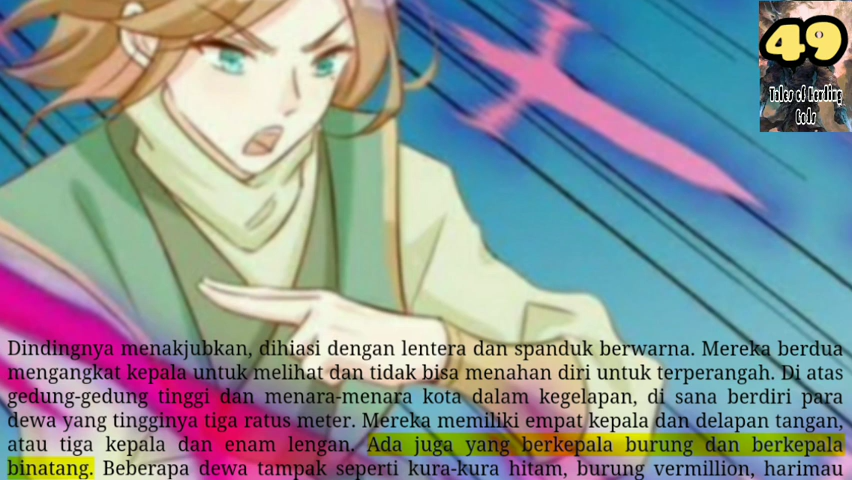 49
Tales of Herding
Gods
Dindingnya menakjubkan, dihiasi dengan lentera dan spanduk berwarna. Mereka berdua
mengangkat kepala untuk melihat dan tidak bisa menahan diri untuk terperangah. Di atas
gedung-gedung tinggi dan menara-menara kota dalam kegelapan, di sana berdiri para
dewa yang tingginya tiga ratus meter. Mereka memiliki empat kepala dan delapan tangan,
atau tiga kepala dan enam lengan. Ada juga yang berkepala burung dan berkepala
binatang. Beberapa dewa tampak seperti kura-kura hitam, burung vermillion, harimau